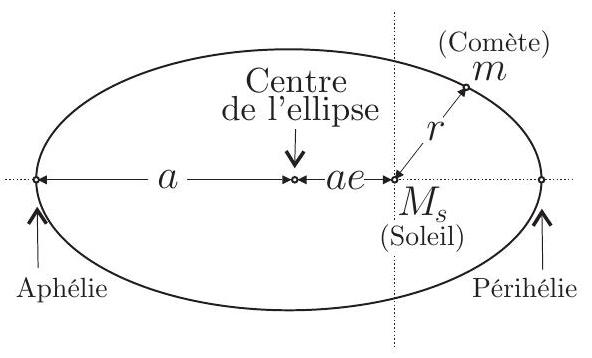 (Comète)
m
Centre
de l'ellipse
r
a
ae
M_s
(Soleil)
Aphélie
Périhélie